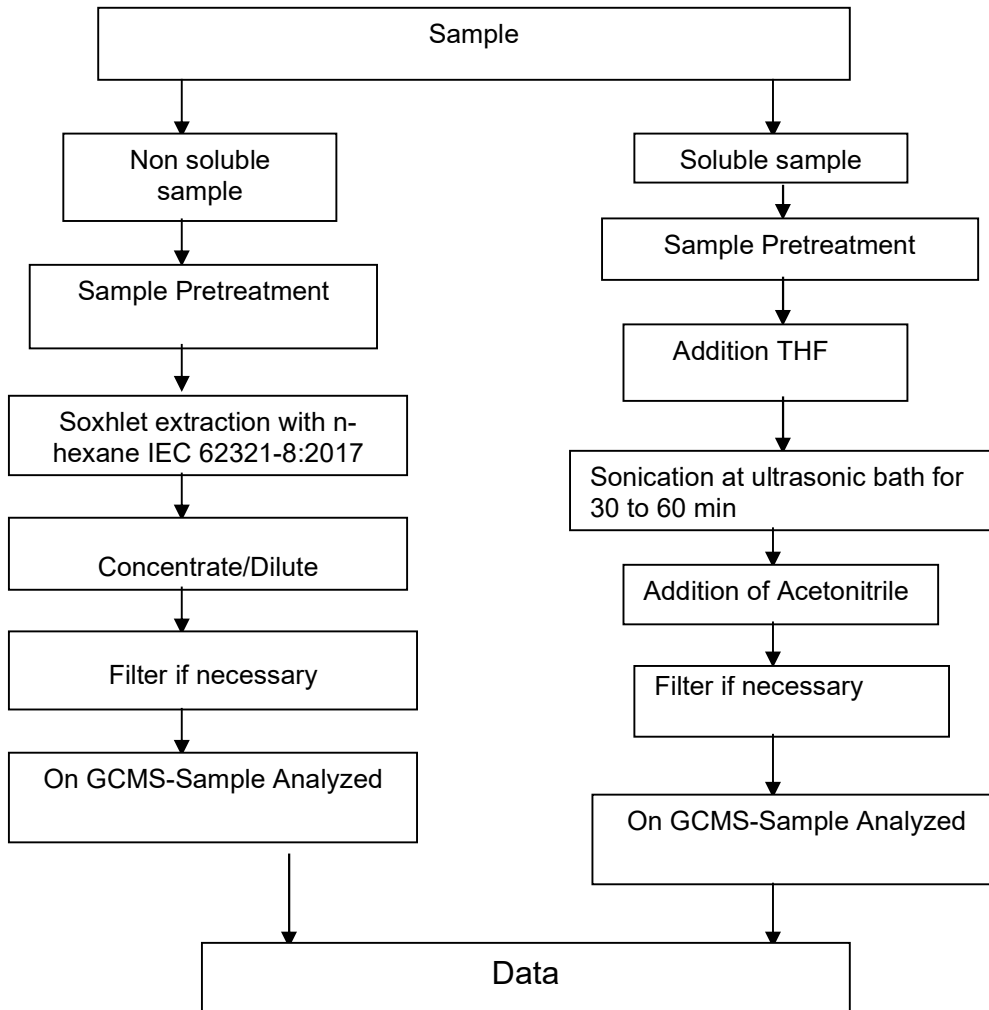 Sample
Non soluble
sample
Sample Pretreatment
Soxhlet extraction with n-
hexane IEC 62321-8:2017
Concentrate/Dilute
Filter if necessary
On GCMS-Sample Analyzed
Soluble sample
Sample Pretreatment
Addition THF
Sonication at ultrasonic bath for
30 to 60 min
Addition of Acetonitrile
Filter if necessary
On GCMS-Sample Analyzed
Data